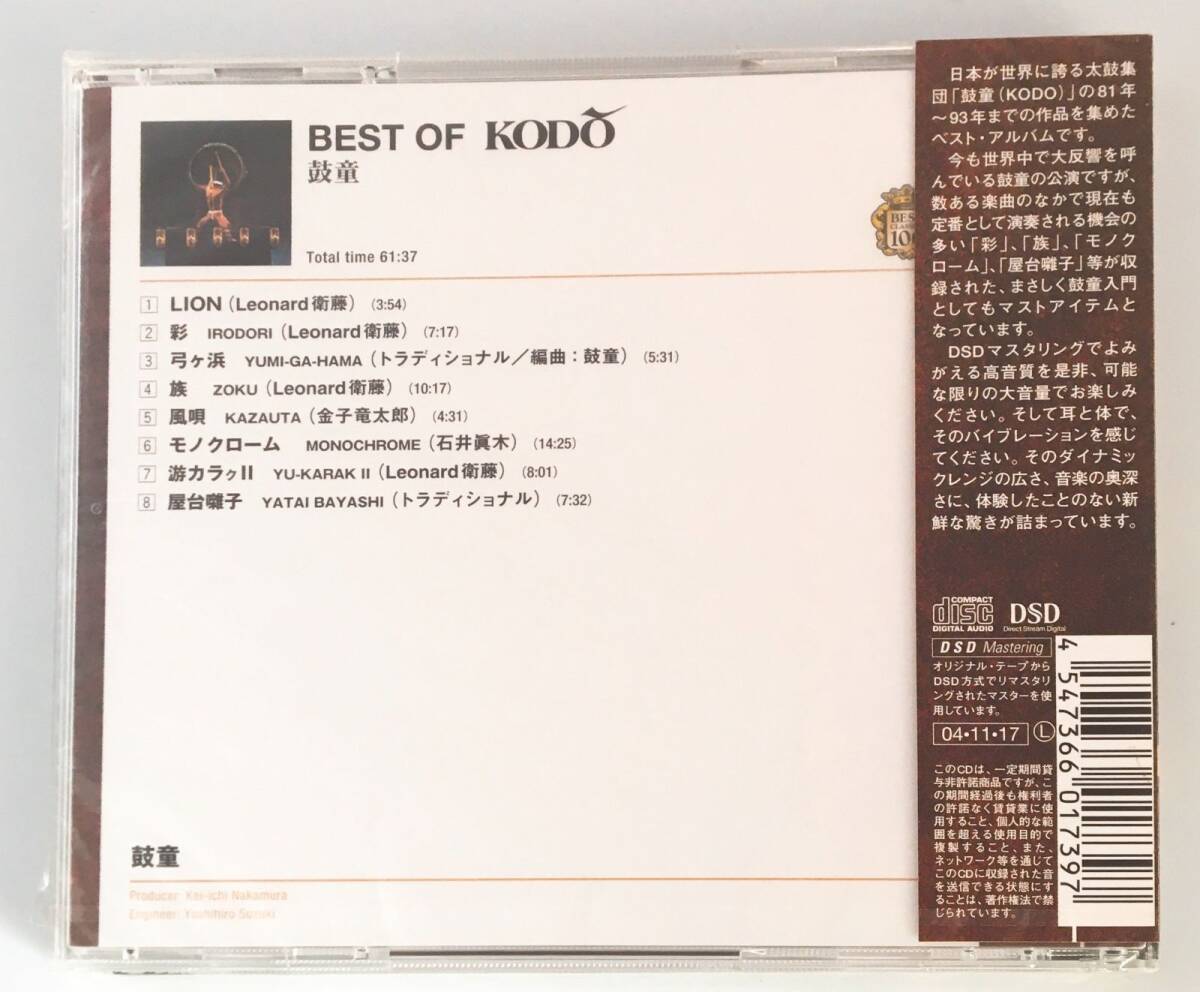 BEST OF KODŌ
鼓童
Total time 61:37
1 LION (Leonard衛藤) (3:54)
2 彩 IRODORI (Leonard衛藤) (7:17)
3 弓ヶ浜 YUMI-GA-HAMA (トラディショナル／編曲：鼓童) (5:31)
4 族 ZOKU (Leonard衛藤) (10:17)
5 風唄 KAZAUTA (金子竜太郎) (4:31)
6 モノクローム MONOCHROME (石井眞木) (14:25)
7 游カラㇰII YU-KARAK II (Leonard衛藤) (8:01)
8 屋台囃子 YATAI BAYASHI (トラディショナル) (7:32)
鼓童
Producer: Kei-ichi Nakamura
Engineer: Yoshihiro Suzuki
BES
10
日本が世界に誇る太鼓集
団「鼓童(KODO)」の81年
～93年までの作品を集めた
ベスト・アルバムです。
今も世界中で大反響を呼
んでいる鼓童の公演ですが、
数ある楽曲のなかで現在も
定番として演奏される機会の
多い「彩」、「族」、「モノク
ローム」、「屋台囃子」等が収
録された、まさしく鼓童入門
としてもマストアイテムと
なっています。
DSDマスタリングでよみ
がえる高音質を是非、可能
な限りの大音量でお楽しみ
ください。そして耳と体で、
そのバイブレーションを感じ
てください。そのダイナミッ
クレンジの広さ、音楽の奥深
さに、体験したことのない新
鮮な驚きが詰まっています。
COMPACT
disc
DIGITAL AUDIO
DSD
Direct Stream Digital
DSD Mastering
オリジナル・テープから
DSD方式でリマスタリ
ングされたマスターを使
用しています。
04・11・17 Ⓛ
このCDは、一定期間貸
与非許諾商品ですが、こ
の期間経過後も権利者
の許諾なく賃貸業に使
用すること、個人的な範
囲を超える使用目的で
複製すること、また、
ネットワーク等を通じて
このCDに収録された音
を送信できる状態にす
ることは、著作権法で禁
じられています。
4 547366 017397